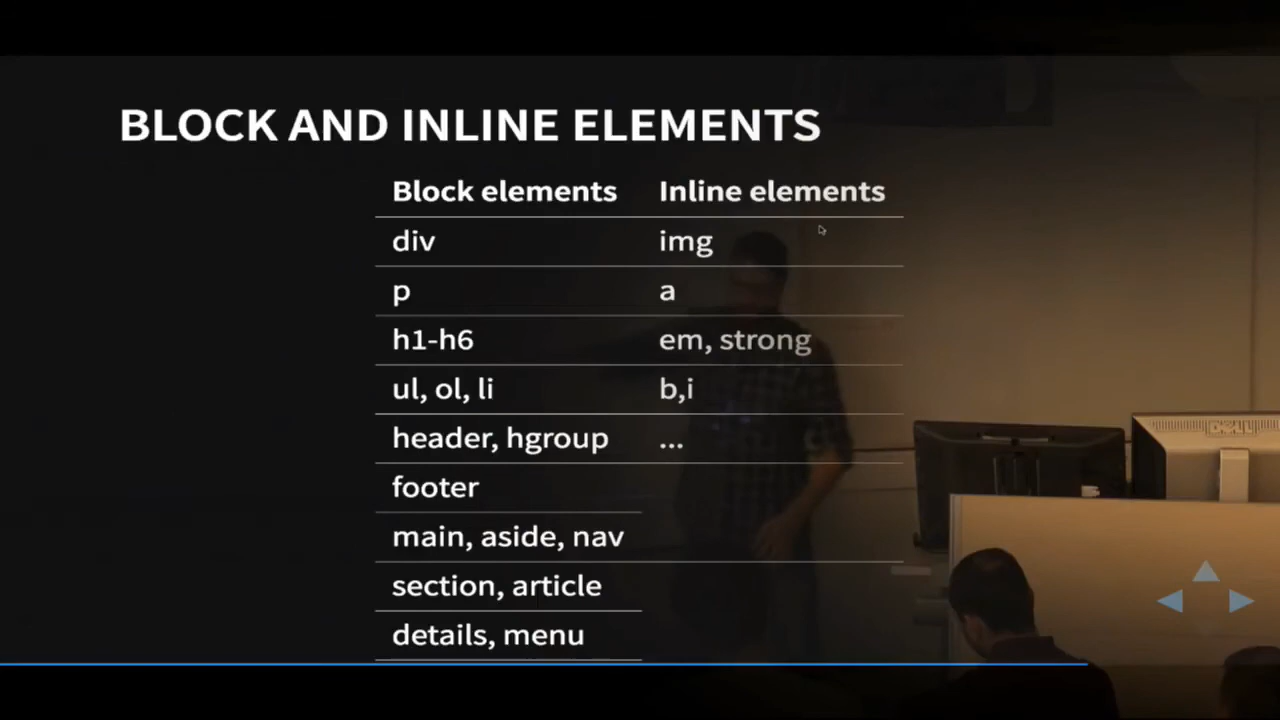 BLOCK AND INLINE ELEMENTS
Block elements Inline elements
div img
p a
h1-h6 em, strong
ul, ol, li b,i
header, hgroup ...
footer
main, aside, nav
section, article
details, menu
DELL